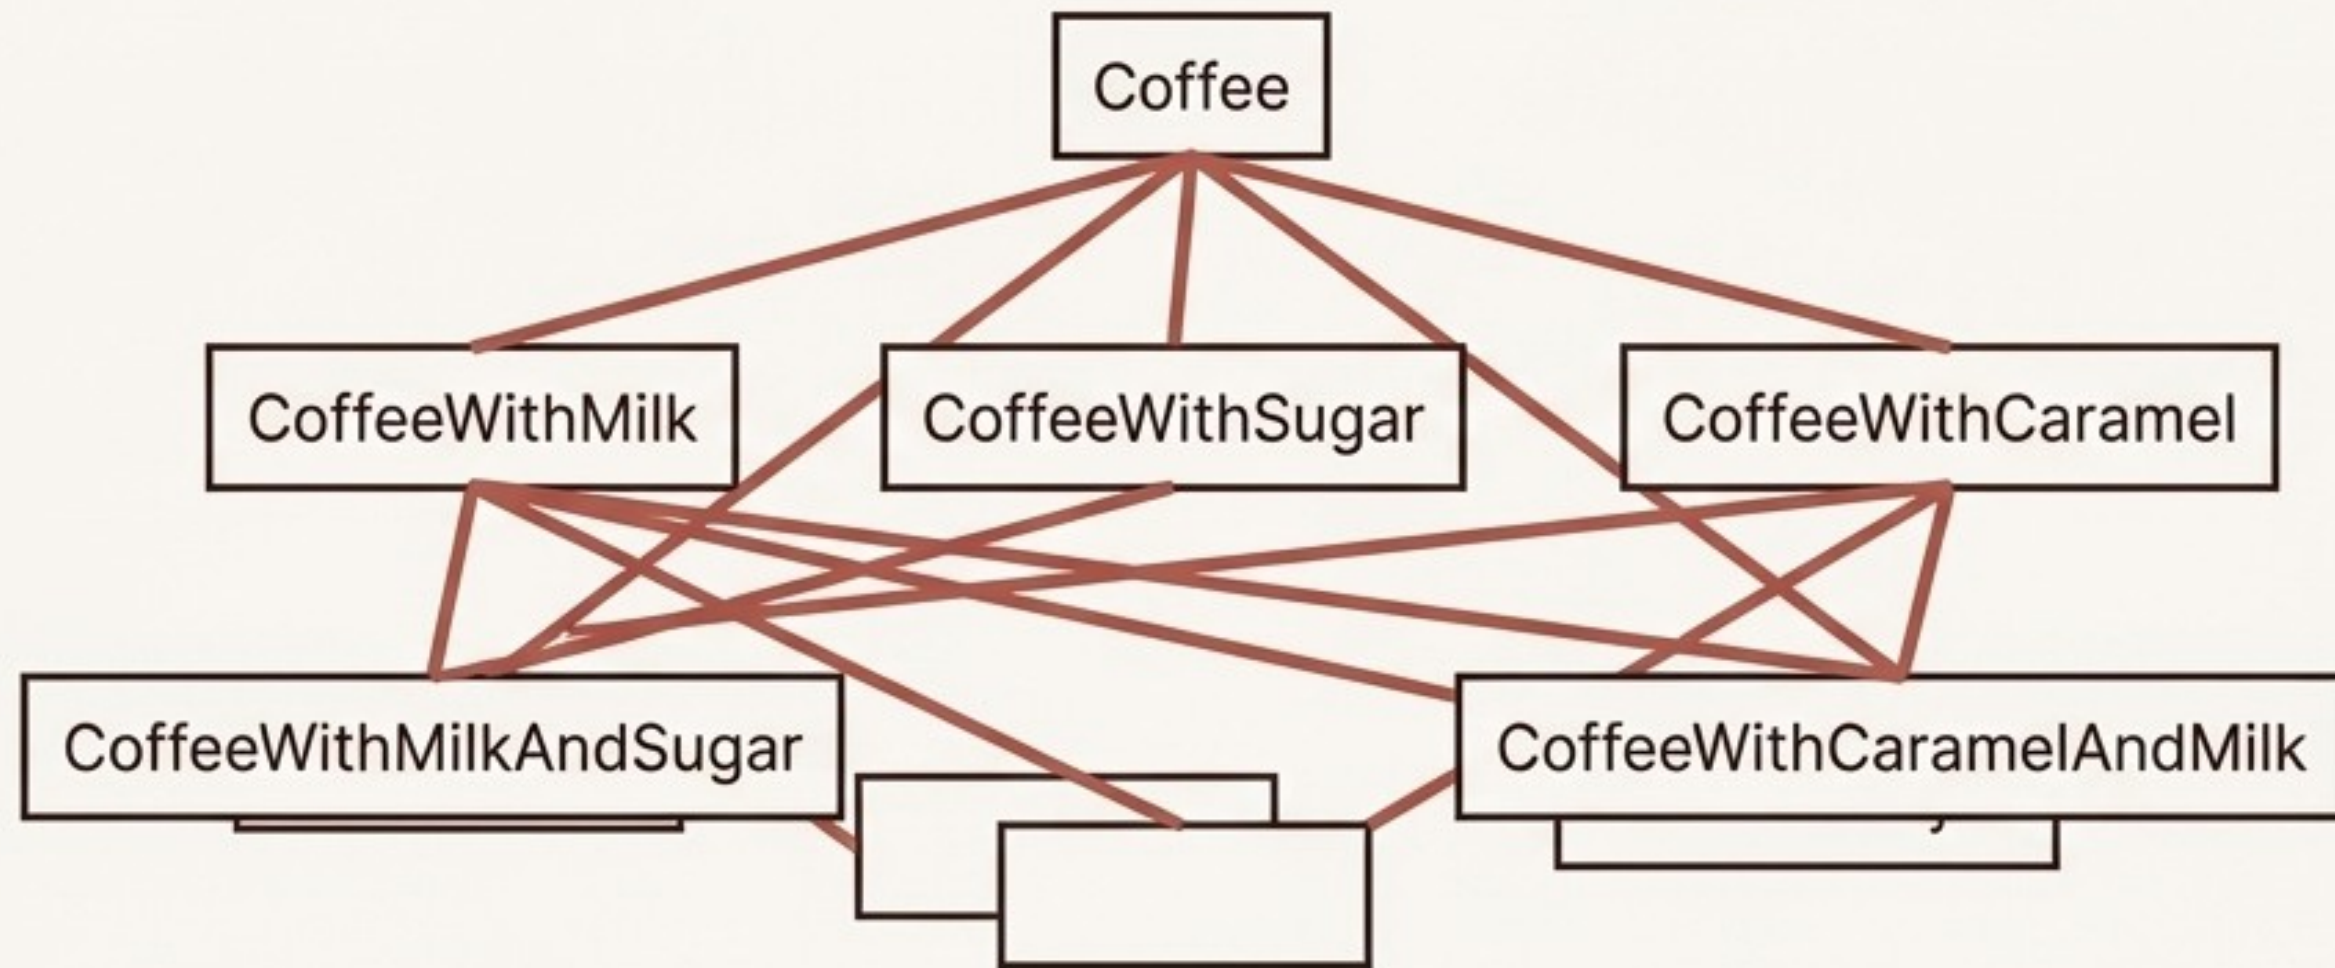 Coffee
CoffeeWithMilk
CoffeeWithSugar
CoffeeWithCaramel
CoffeeWithMilkAndSugar
CoffeeWithCaramelAndMilk